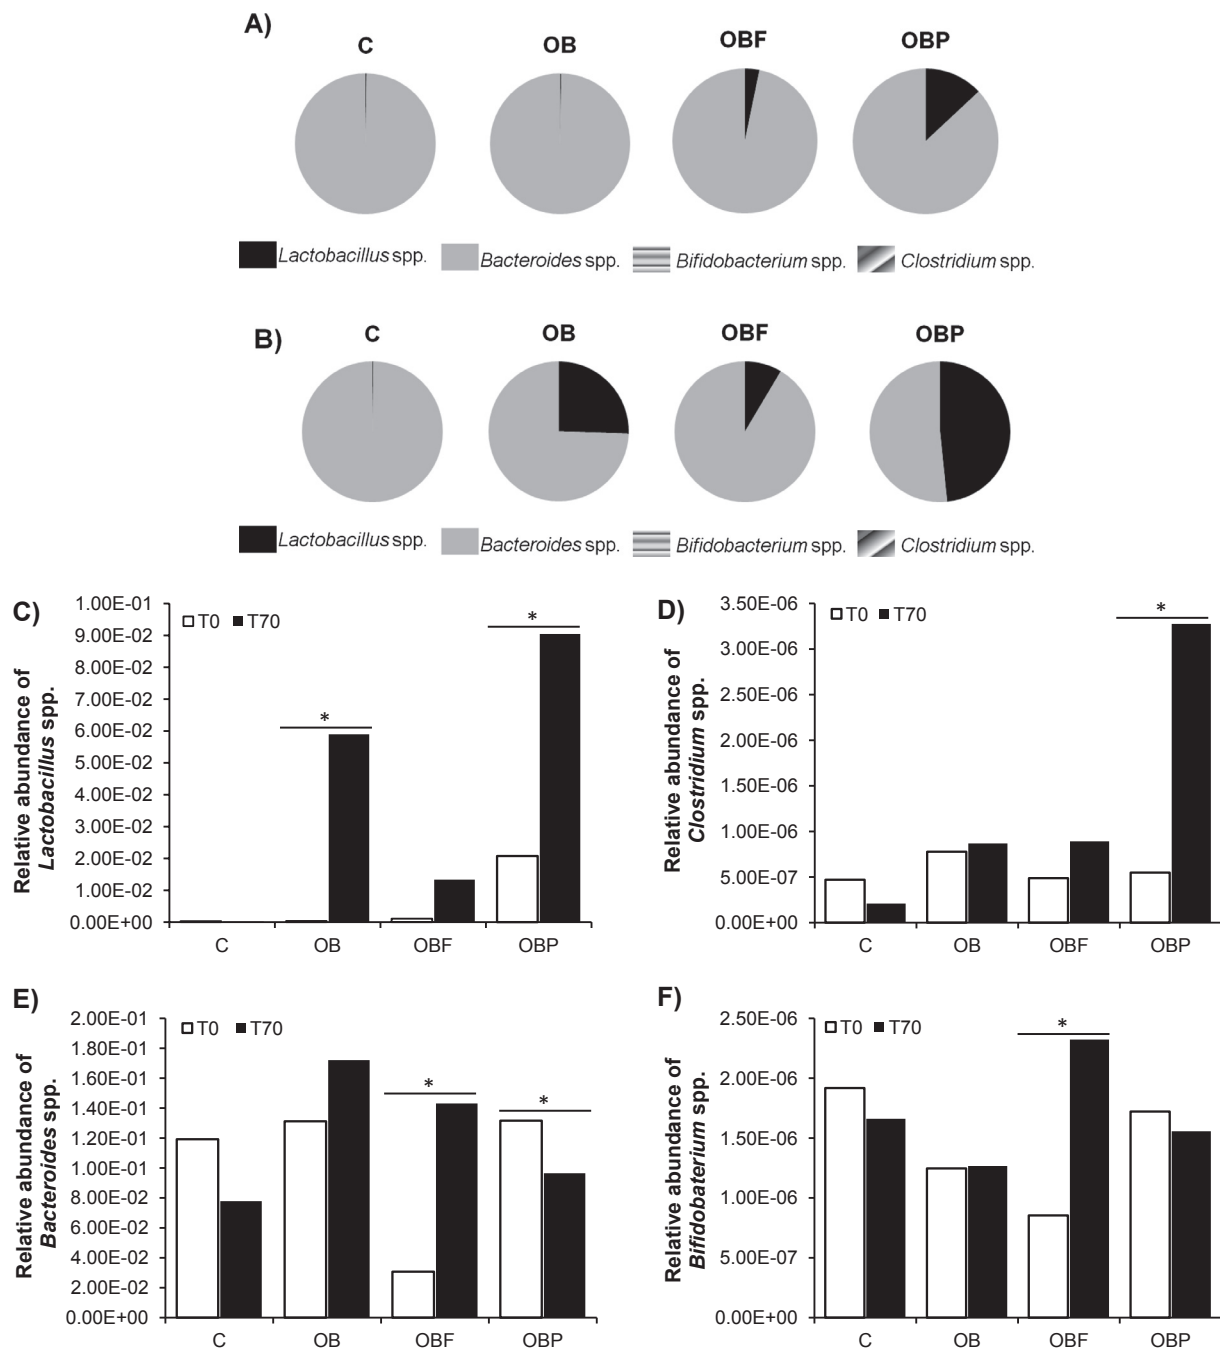 A)
C OB OBF OBP
Lactobacillus spp. Bacteroides spp. Bifidobacterium spp. Clostridium spp.
B)
C OB OBF OBP
Lactobacillus spp. Bacteroides spp. Bifidobacterium spp. Clostridium spp.
C)
Relative abundance of
Lactobacillus spp.
1.00E-01
9.00E-02
8.00E-02
7.00E-02
6.00E-02
5.00E-02
4.00E-02
3.00E-02
2.00E-02
1.00E-02
0.00E+00
T0 T70
*
*
C OB OBF OBP
D)
Relative abundance of
Clostridium spp.
3.50E-06
3.00E-06
2.50E-06
2.00E-06
1.50E-06
1.00E-06
5.00E-07
0.00E+00
T0 T70
*
C OB OBF OBP
E)
Relative abundance of
Bacteroides spp.
2.00E-01
1.80E-01
1.60E-01
1.40E-01
1.20E-01
1.00E-01
8.00E-02
6.00E-02
4.00E-02
2.00E-02
0.00E+00
T0 T70
*
*
C OB OBF OBP
F)
Relative abundance of
Bifidobaterium spp.
2.50E-06
2.00E-06
1.50E-06
1.00E-06
5.00E-07
0.00E+00
T0 T70
*
C OB OBF OBP